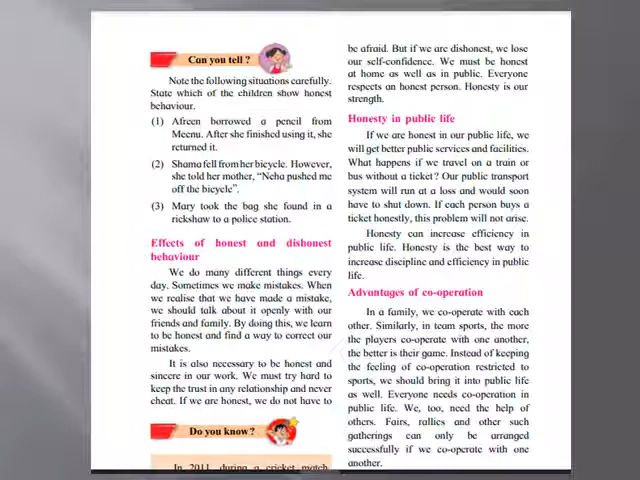 Can you tell ?
Note the following situations carefully.
State which of the children show honest
behaviour.
(1) Afreen borrowed a pencil from
Meenu. After she finished using it, she
returned it.
(2) Shama fell from her bicycle. However,
she told her mother, “Neha pushed me
off the bicycle”.
(3) Mary took the bag she found in a
rickshaw to a police station.
Effects of honest and dishonest
behaviour
We do many different things every
day. Sometimes we make mistakes. When
we realise that we have made a mistake,
we should talk about it openly with our
friends and family. By doing this, we learn
to be honest and find a way to correct our
mistakes.
It is also necessary to be honest and
sincere in our work. We must try hard to
keep the trust in any relationship and never
cheat. If we are honest, we do not have to
Do you know?
In 2011, during a cricket match,
be afraid. But if we are dishonest, we lose
our self-confidence. We must be honest
at home as well as in public. Everyone
respects an honest person. Honesty is our
strength.
Honesty in public life
If we are honest in our public life, we
will get better public services and facilities.
What happens if we travel on a train or
bus without a ticket? Our public transport
system will run at a loss and would soon
have to shut down. If each person buys a
ticket honestly, this problem will not arise.
Honesty can increase efficiency in
public life. Honesty is the best way to
increase discipline and efficiency in public
life.
Advantages of co-operation
In a family, we co-operate with each
other. Similarly, in team sports, the more
the players co-operate with one another,
the better is their game. Instead of keeping
the feeling of co-operation restricted to
sports, we should bring it into public life
as well. Everyone needs co-operation in
public life. We, too, need the help of
others. Fairs, rallies and other such
gatherings can only be arranged
successfully if we co-operate with one
another.